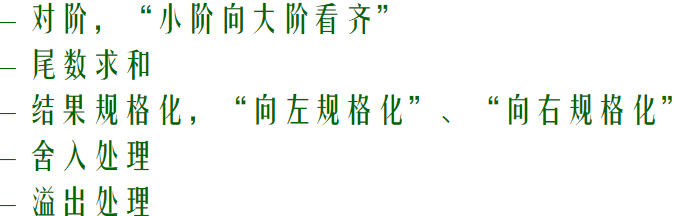 – 对阶，“小阶向大阶看齐”
– 尾数求和
– 结果规格化，“向左规格化”、“向右规格化”
– 舍入处理
– 溢出处理